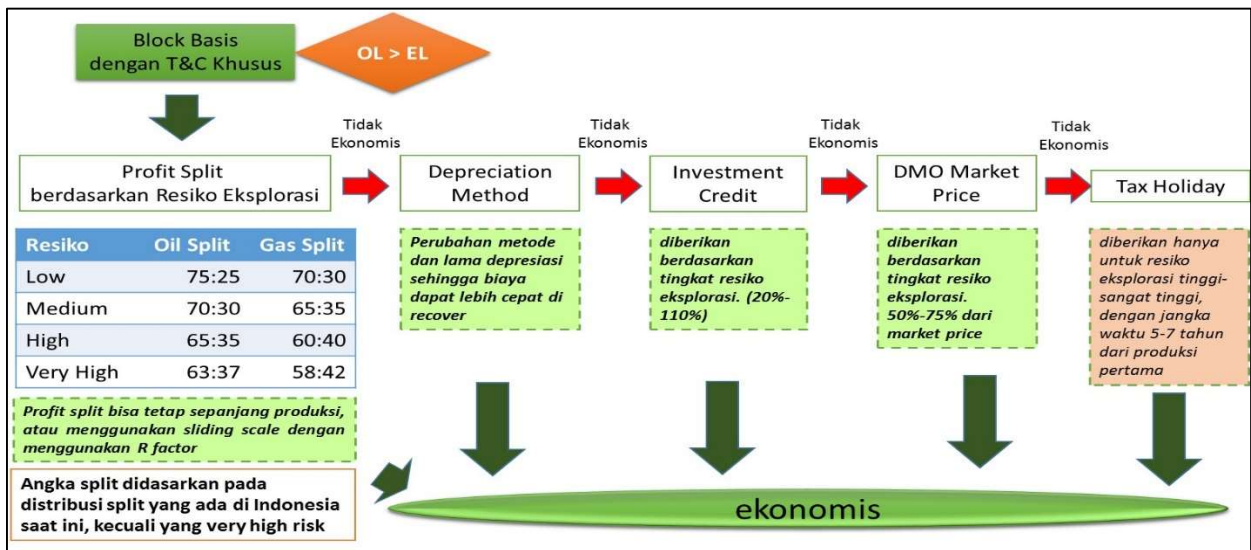 Block Basis
dengan T&C Khusus
OL > EL
Profit Split
berdasarkan Resiko Eksplorasi
Tidak
Ekonomis
Depreciation
Method
Tidak
Ekonomis
Investment
Credit
Tidak
Ekonomis
DMO Market
Price
Tidak
Ekonomis
Tax Holiday
Resiko Oil Split Gas Split
Low 75:25 70:30
Medium 70:30 65:35
High 65:35 60:40
Very High 63:37 58:42
Profit split bisa tetap sepanjang produksi,
atau menggunakan sliding scale dengan
menggunakan R factor
Angka split didasarkan pada
distribusi split yang ada di Indonesia
saat ini, kecuali yang very high risk
Perubahan metode
dan lama depresiasi
sehingga biaya
dapat lebih cepat di
recover
diberikan
berdasarkan
tingkat resiko
eksplorasi. (20%-
110%)
diberikan
berdasarkan
tingkat resiko
eksplorasi.
50%-75% dari
market price
diberikan hanya
untuk resiko
eksplorasi tinggi-
sangat tinggi,
dengan jangka
waktu 5-7 tahun
dari produksi
pertama
ekonomis